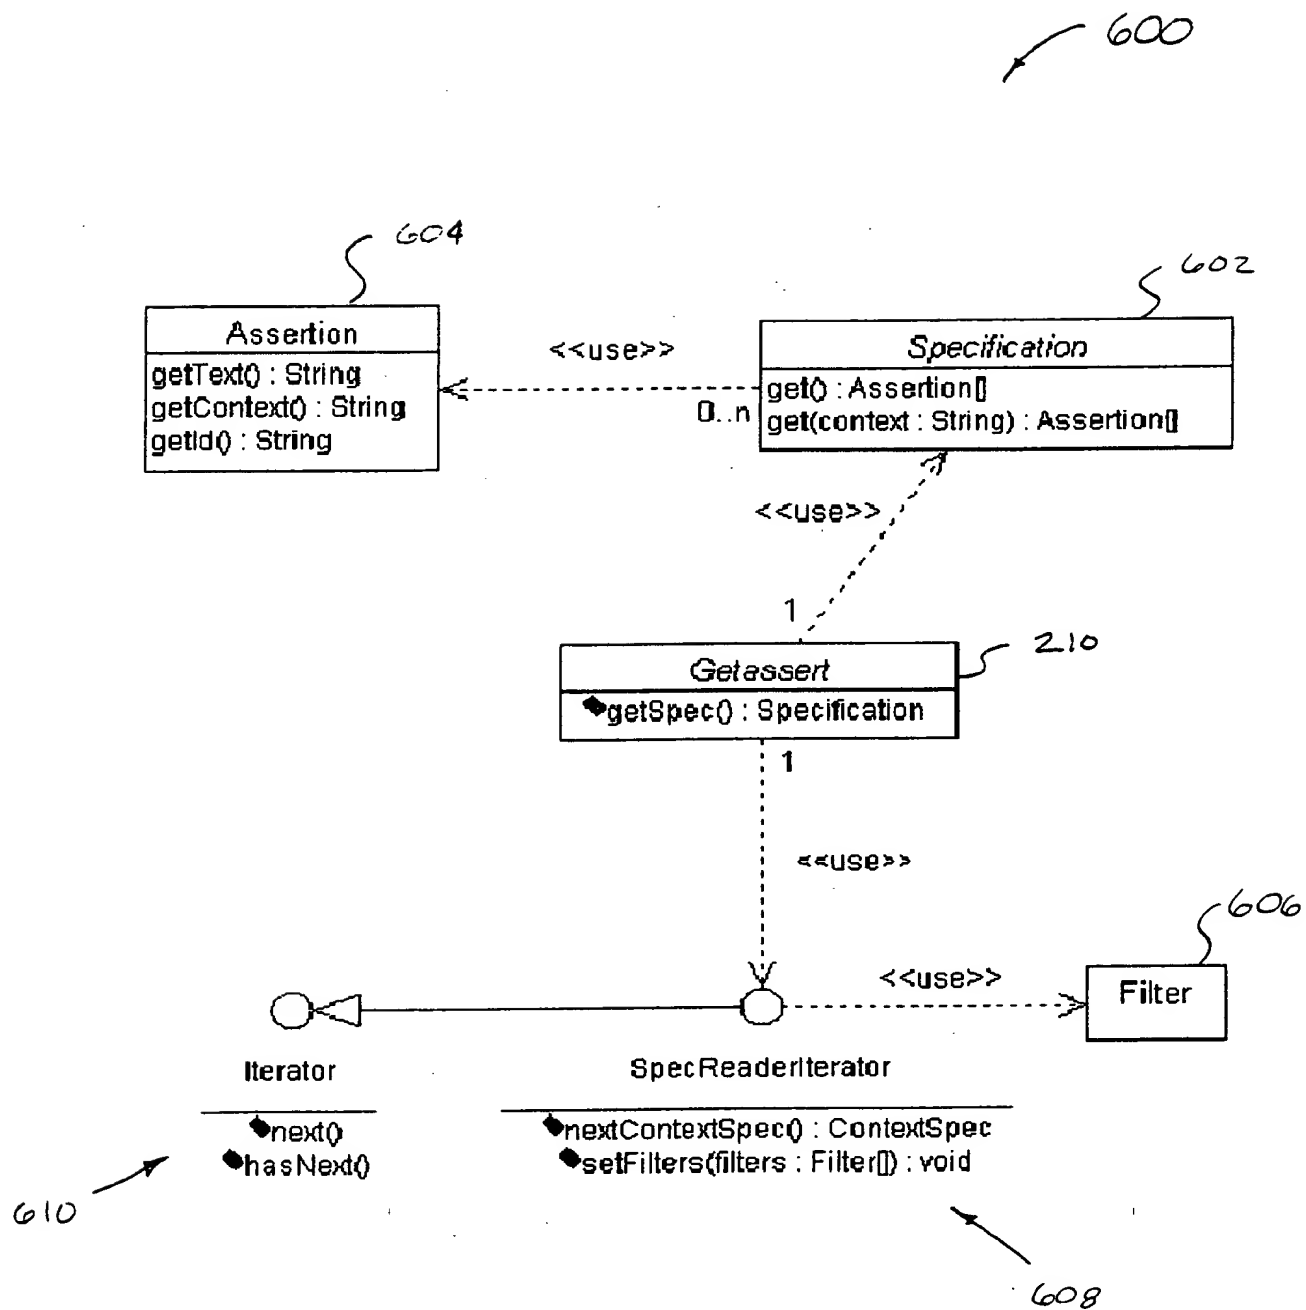 600
604
602
Assertion
getText() : String
getContext() : String
getId() : String
<<use>>
0..n
Specification
get() : Assertion[]
get(context : String) : Assertion[]
<<use>>
1
210
Getassert
getSpec() : Specification
1
<<use>>
606
<<use>>
Filter
Iterator
next()
hasNext()
SpecReaderIterator
nextContextSpec() : ContextSpec
setFilters(filters : Filter[]) : void
610
608